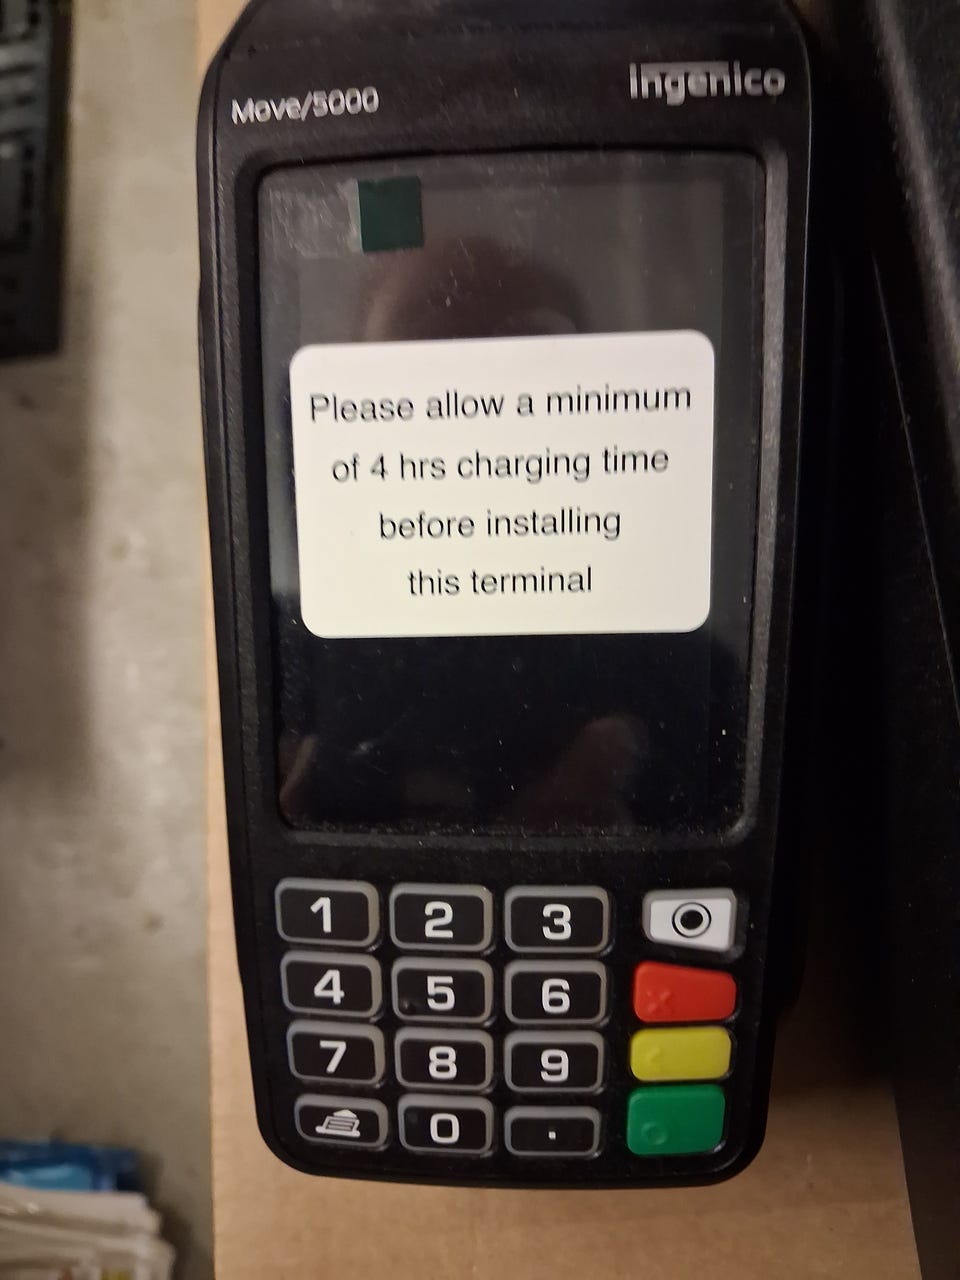 Move/5000
ingenico
Please allow a minimum
of 4 hrs charging time
before installing
this terminal
1 2 3
4 5 6
7 8 9
0 .